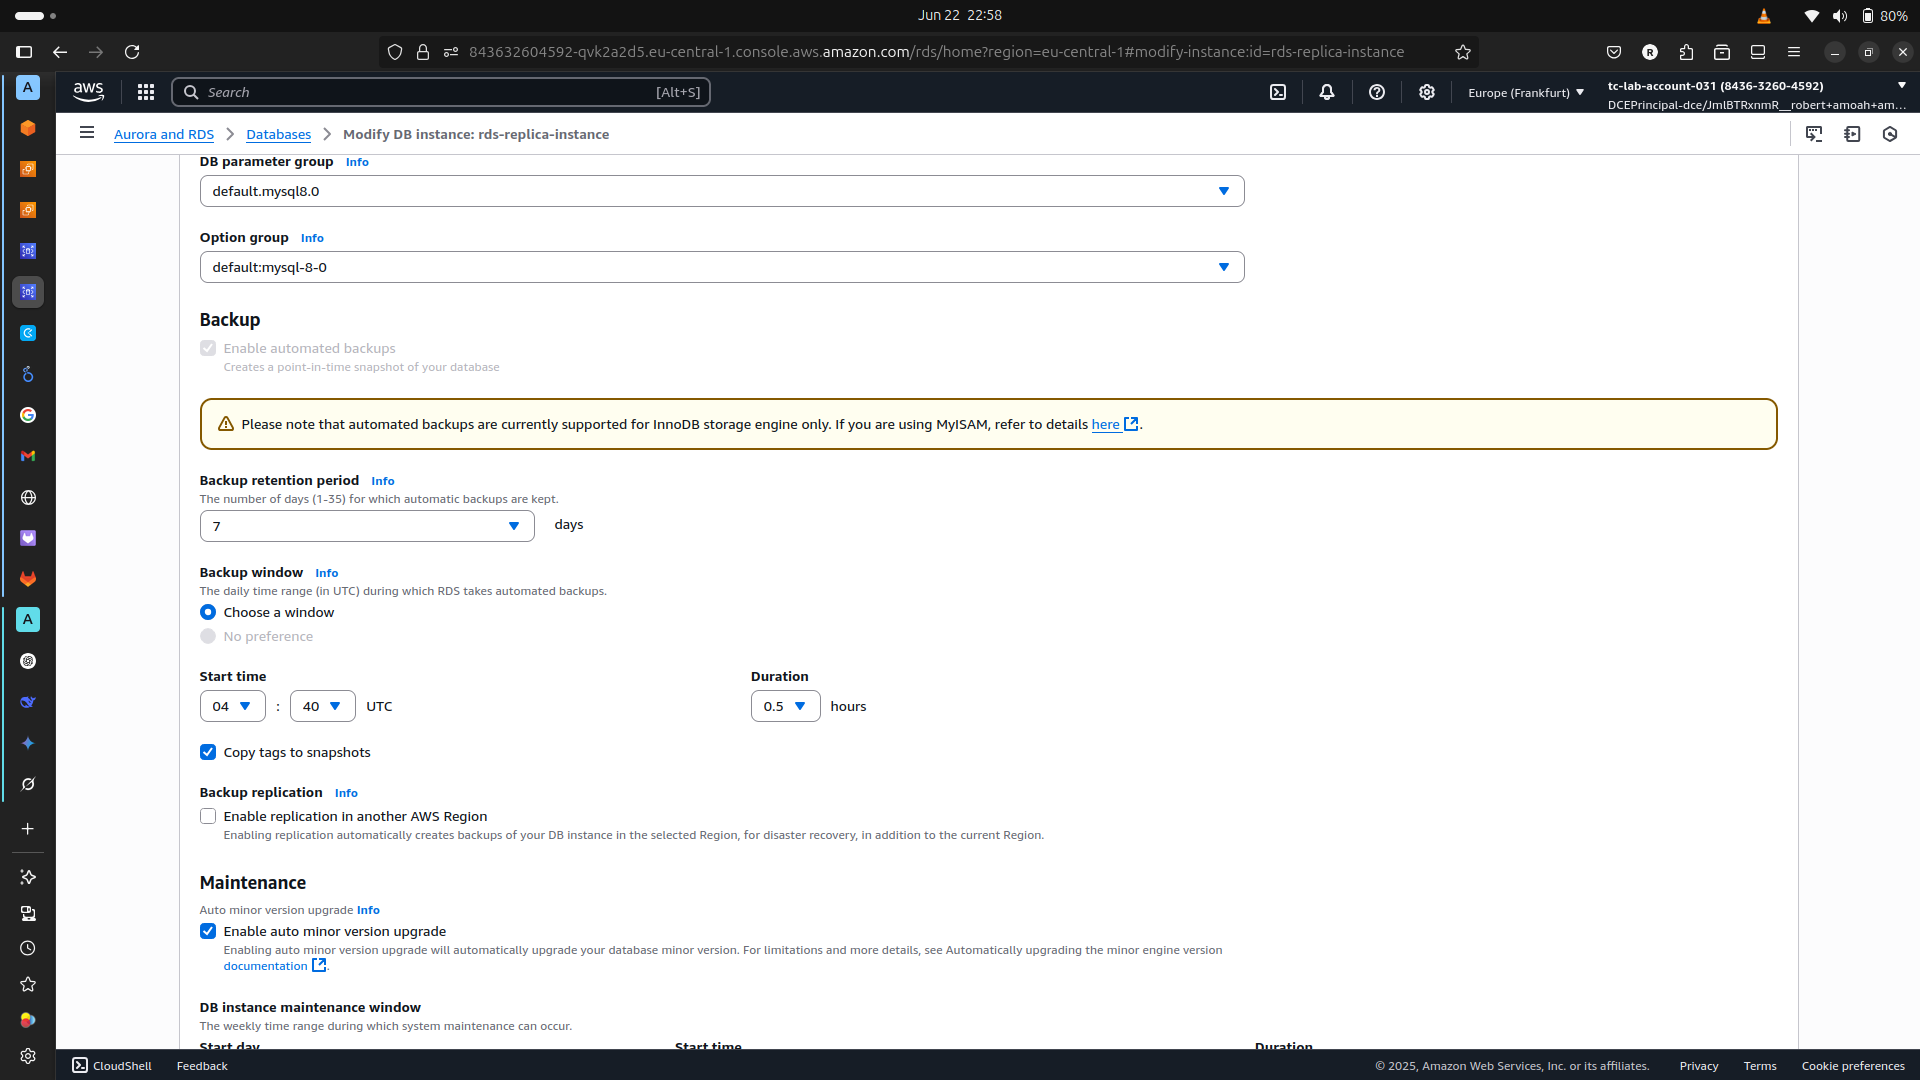 Jun 22 22:58
80%
843632604592-qvk2a2d5.eu-central-1.console.aws.amazon.com/rds/home?region=eu-central-1#modify-instance:id=rds-replica-instance
R
A
aws
Search
[Alt+S]
Europe (Frankfurt)
tc-lab-account-031 (8436-3260-4592)
DCEPrincipal-dce/JmlBTRxnmR__robert+amoah+am...
Aurora and RDS
Databases
Modify DB instance: rds-replica-instance
DB parameter group Info
default.mysql8.0
Option group Info
default:mysql-8-0
Backup
Enable automated backups
Creates a point-in-time snapshot of your database
Please note that automated backups are currently supported for InnoDB storage engine only. If you are using MyISAM, refer to details here .
Backup retention period Info
The number of days (1-35) for which automatic backups are kept.
7 days
Backup window Info
The daily time range (in UTC) during which RDS takes automated backups.
Choose a window
A
No preference
Start time Duration
04 : 40 UTC 0.5 hours
Copy tags to snapshots
Backup replication Info
Enable replication in another AWS Region
Enabling replication automatically creates backups of your DB instance in the selected Region, for disaster recovery, in addition to the current Region.
Maintenance
Auto minor version upgrade Info
Enable auto minor version upgrade
Enabling auto minor version upgrade will automatically upgrade your database minor version. For limitations and more details, see Automatically upgrading the minor engine version
documentation .
DB instance maintenance window
The weekly time range during which system maintenance can occur.
Start day Start time Duration
CloudShell Feedback
© 2025, Amazon Web Services, Inc. or its affiliates. Privacy Terms Cookie preferences